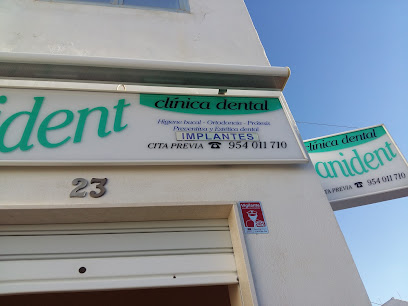 clínica dental
nident
Higiene bucal - Ortodoncia - Prótesis
Preventiva y Estética dental
IMPLANTES
CITA PREVIA ☎ 954 011 710
23
clínica dental
anident
CITA PREVIA ☎ 954 011 710